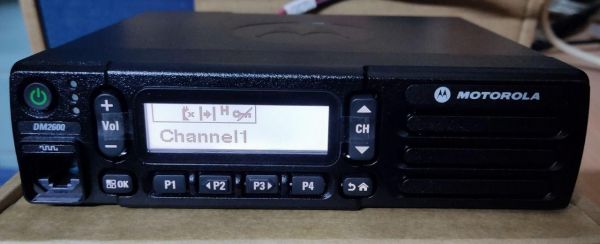 MOTOROLA
+
Vol
−
DM2600
H
Channel1
CH
OK
P1
P2
P3
P4